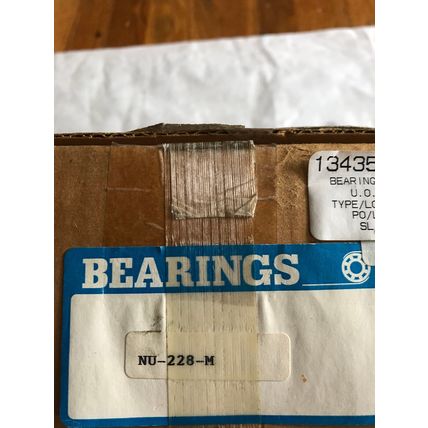 13435
BEARING
U.O.
TYPE/LO
PO/
SL
BEARINGS
NU-228-M